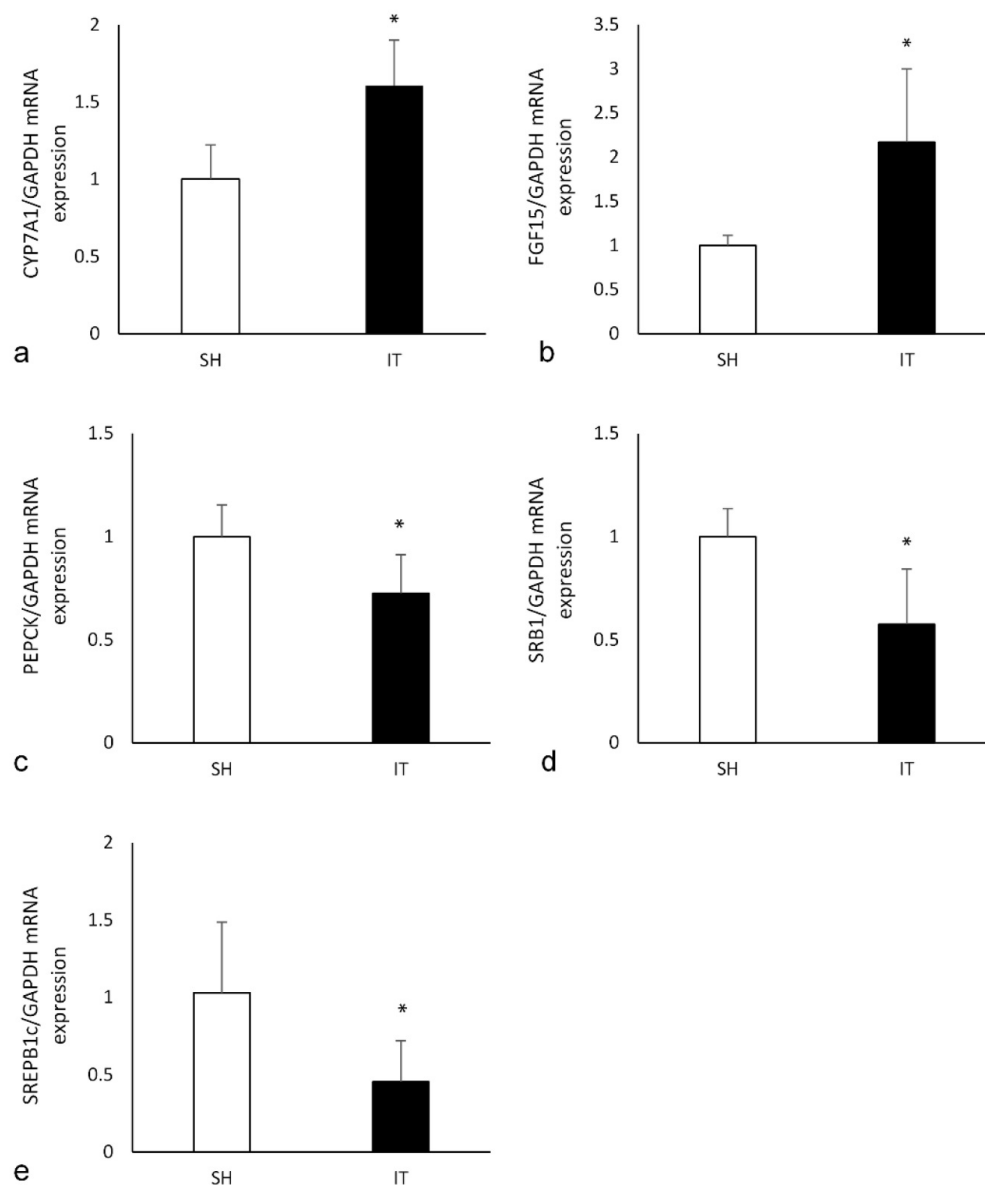 CYP7A1/GAPDH mRNA
expression
2
1.5
1
0.5
0
*
SH
IT
a
FGF15/GAPDH mRNA
expression
3.5
3
2.5
2
1.5
1
0.5
0
*
SH
IT
b
PEPCK/GAPDH mRNA
expression
1.5
1
0.5
0
*
SH
IT
c
SRB1/GAPDH mRNA
expression
1.5
1
0.5
0
*
SH
IT
d
SREPB1c/GAPDH mRNA
expression
2
1.5
1
0.5
0
*
SH
IT
e